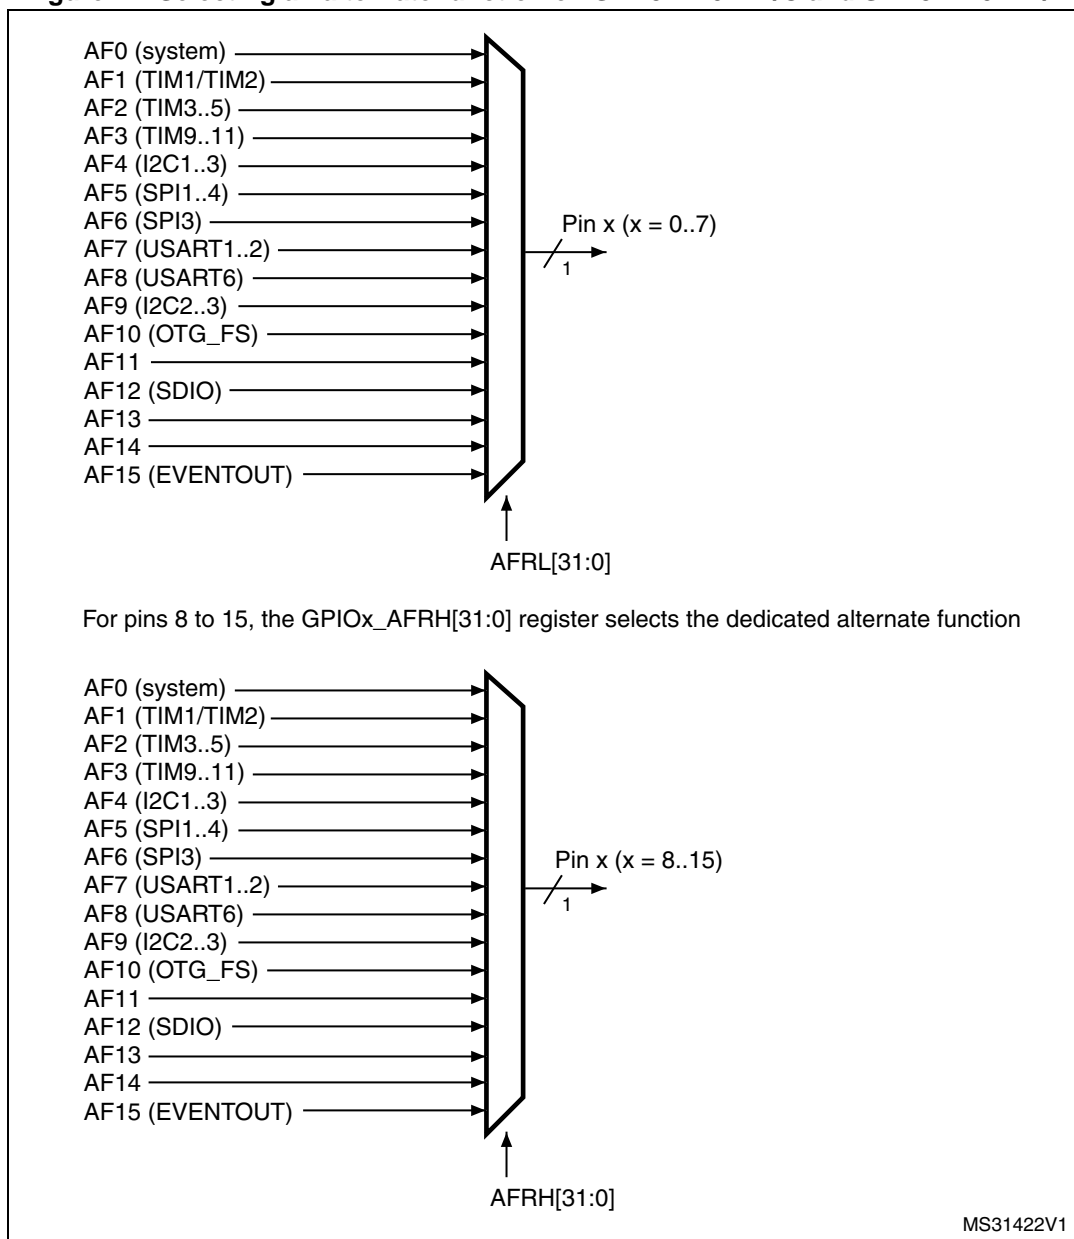 AF0 (system)
AF1 (TIM1/TIM2)
AF2 (TIM3..5)
AF3 (TIM9..11)
AF4 (I2C1..3)
AF5 (SPI1..4)
AF6 (SPI3)
AF7 (USART1..2)
AF8 (USART6)
AF9 (I2C2..3)
AF10 (OTG_FS)
AF11
AF12 (SDIO)
AF13
AF14
AF15 (EVENTOUT)
Pin x (x = 0..7)
1
AFRL[31:0]
For pins 8 to 15, the GPIOx_AFRH[31:0] register selects the dedicated alternate function
AF0 (system)
AF1 (TIM1/TIM2)
AF2 (TIM3..5)
AF3 (TIM9..11)
AF4 (I2C1..3)
AF5 (SPI1..4)
AF6 (SPI3)
AF7 (USART1..2)
AF8 (USART6)
AF9 (I2C2..3)
AF10 (OTG_FS)
AF11
AF12 (SDIO)
AF13
AF14
AF15 (EVENTOUT)
Pin x (x = 8..15)
1
AFRH[31:0]
MS31422V1